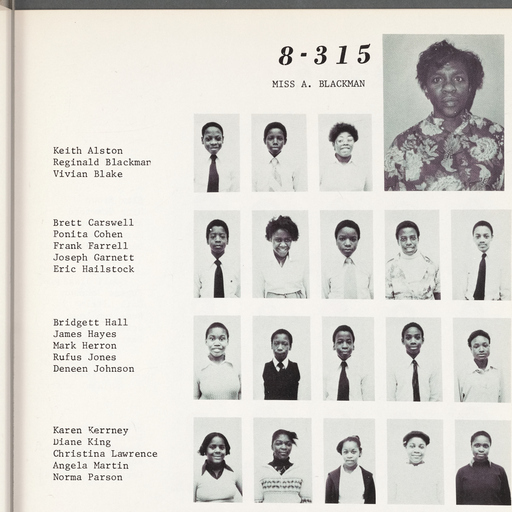 8-315
MISS A. BLACKMAN
Keith Alston
Reginald Blackman
Vivian Blake
Brett Carswell
Ponita Cohen
Frank Farrell
Joseph Garnett
Eric Hailstock
Bridgett Hall
James Hayes
Mark Herron
Rufus Jones
Deneen Johnson
Karen Kerrney
Diane King
Christina Lawrence
Angela Martin
Norma Parson